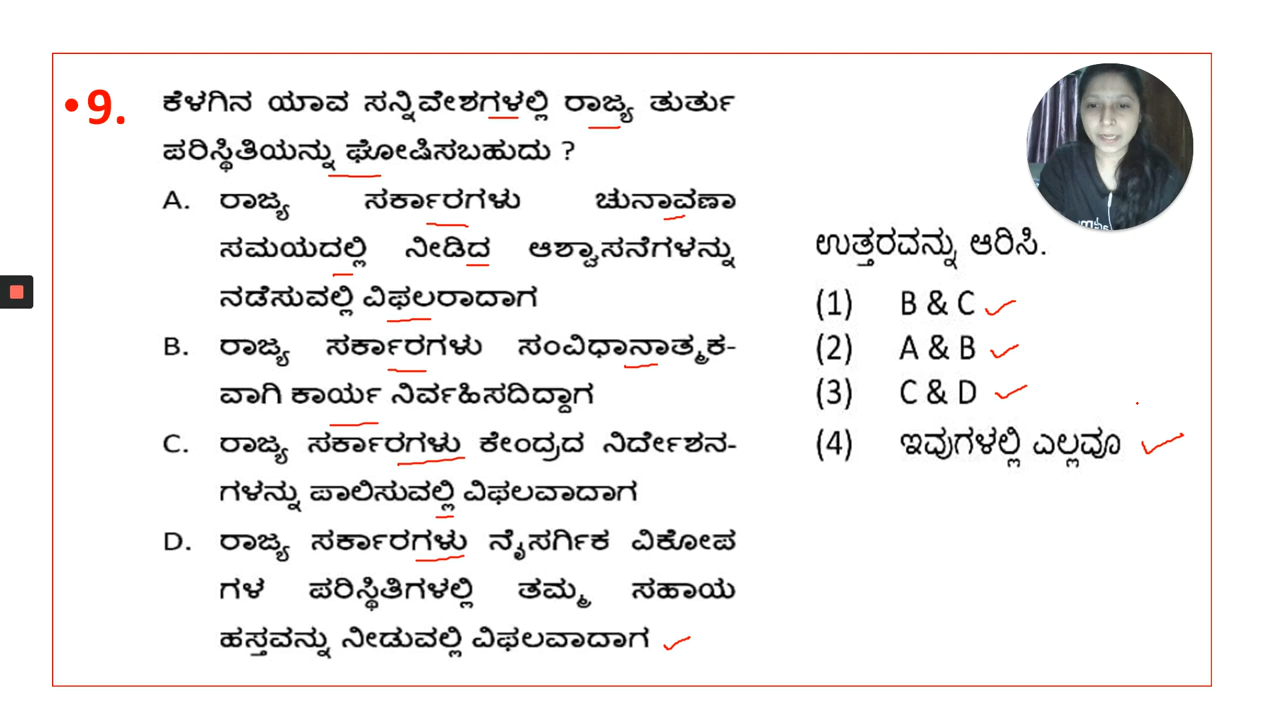 • 9. ಕೆಳಗಿನ ಯಾವ ಸನ್ನಿವೇಶಗಳಲ್ಲಿ ರಾಜ್ಯ ತುರ್ತು
ಪರಿಸ್ಥಿತಿಯನ್ನು ಘೋಷಿಸಬಹುದು ?
A. ರಾಜ್ಯ ಸರ್ಕಾರಗಳು ಚುನಾವಣಾ
ಸಮಯದಲ್ಲಿ ನೀಡಿದ ಆಶ್ವಾಸನೆಗಳನ್ನು
ನಡೆಸುವಲ್ಲಿ ವಿಫಲರಾದಾಗ
B. ರಾಜ್ಯ ಸರ್ಕಾರಗಳು ಸಂವಿಧಾನಾತ್ಮಕ-
ವಾಗಿ ಕಾರ್ಯ ನಿರ್ವಹಿಸದಿದ್ದಾಗ
C. ರಾಜ್ಯ ಸರ್ಕಾರಗಳು ಕೇಂದ್ರದ ನಿರ್ದೇಶನ-
ಗಳನ್ನು ಪಾಲಿಸುವಲ್ಲಿ ವಿಫಲವಾದಾಗ
D. ರಾಜ್ಯ ಸರ್ಕಾರಗಳು ನೈಸರ್ಗಿಕ ವಿಕೋಪ
ಗಳ ಪರಿಸ್ಥಿತಿಗಳಲ್ಲಿ ತಮ್ಮ ಸಹಾಯ
ಹಸ್ತವನ್ನು ನೀಡುವಲ್ಲಿ ವಿಫಲವಾದಾಗ
ಉತ್ತರವನ್ನು ಆರಿಸಿ.
(1) B & C
(2) A & B
(3) C & D
(4) ಇವುಗಳಲ್ಲಿ ಎಲ್ಲವೂ